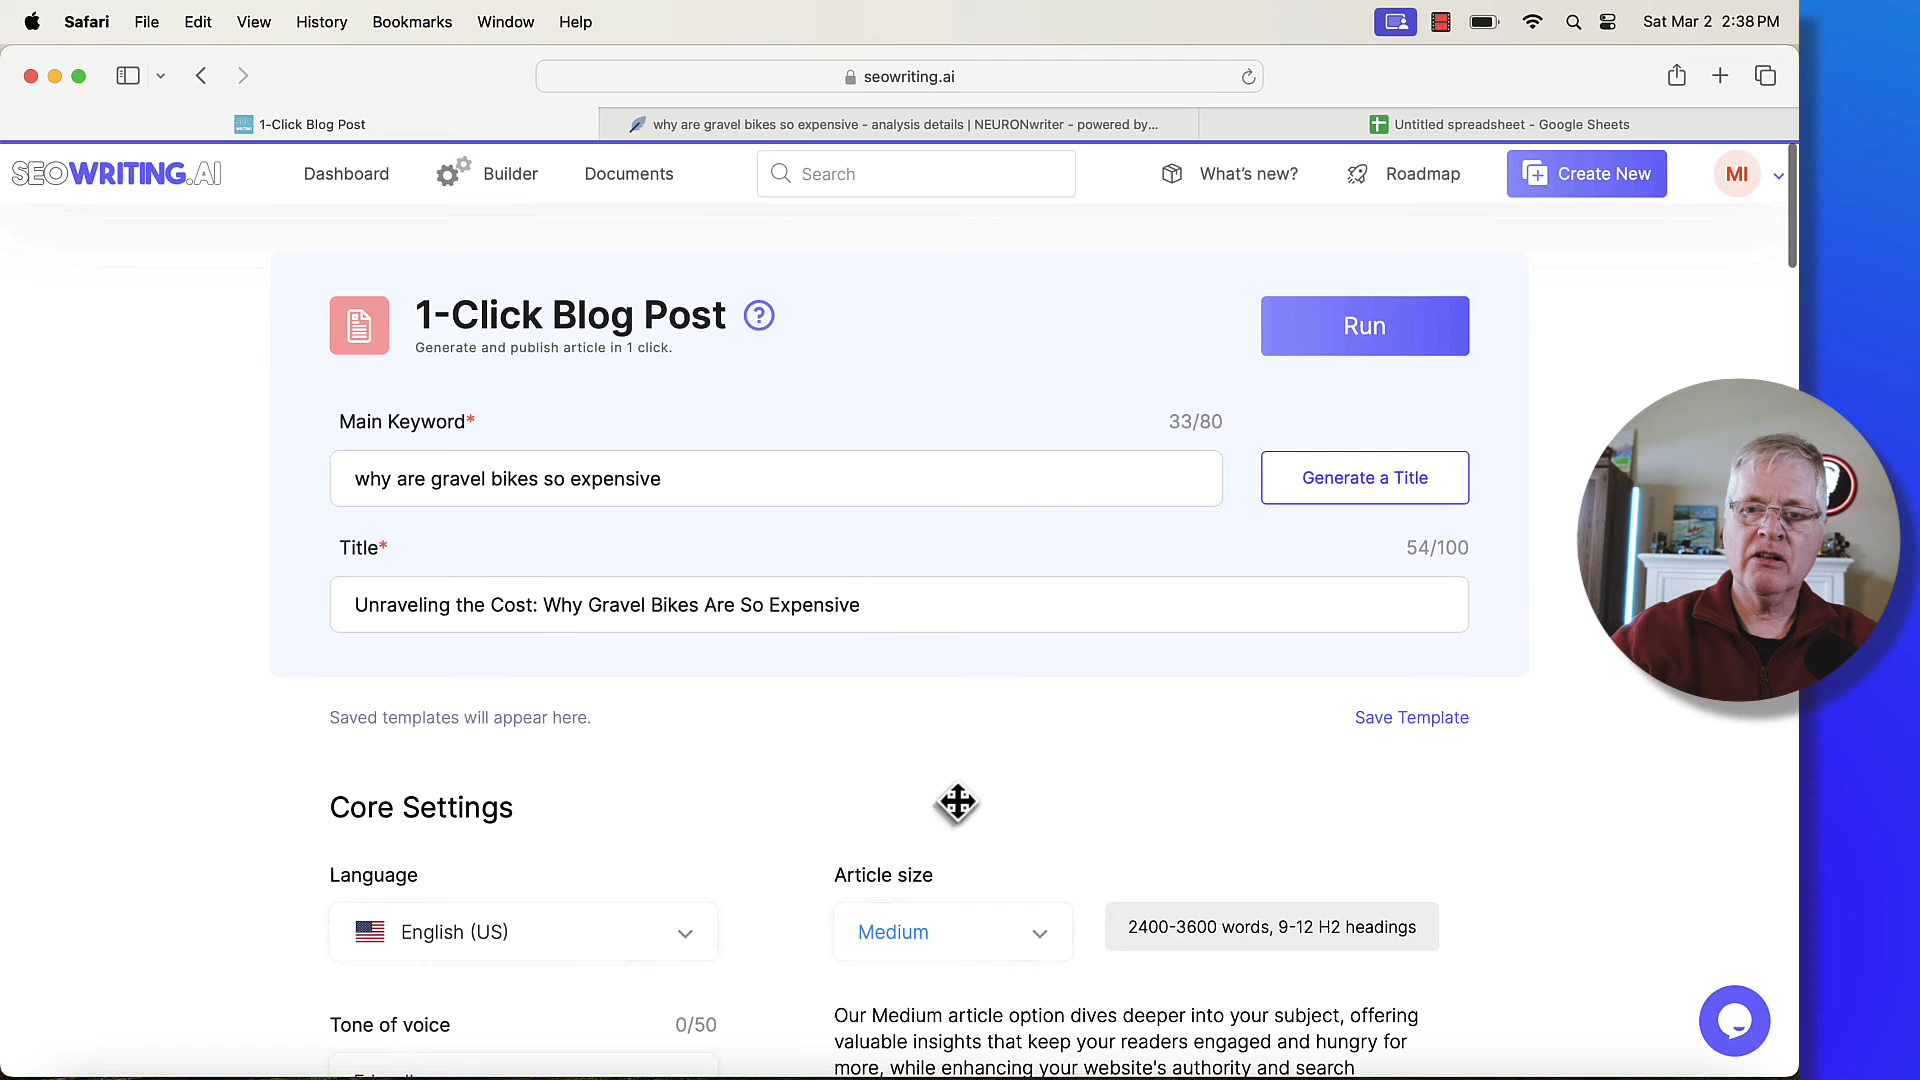 Safari File Edit View History Bookmarks Window Help Sat Mar 2 2:38 PM
seowriting.ai
1-Click Blog Post
why are gravel bikes so expensive - analysis details | NEURONwriter - powered by...
Untitled spreadsheet - Google Sheets
SEOWRITING.AI Dashboard Builder Documents Search What's new? Roadmap Create New MI
1-Click Blog Post ?
Generate and publish article in 1 click.
Run
Main Keyword* 33/80
why are gravel bikes so expensive
Generate a Title
Title* 54/100
Unraveling the Cost: Why Gravel Bikes Are So Expensive
Saved templates will appear here. Save Template
Core Settings
Language
English (US)
Article size
Medium
2400-3600 words, 9-12 H2 headings
Tone of voice 0/50
Our Medium article option dives deeper into your subject, offering
valuable insights that keep your readers engaged and hungry for
more, while enhancing your website's authority and search